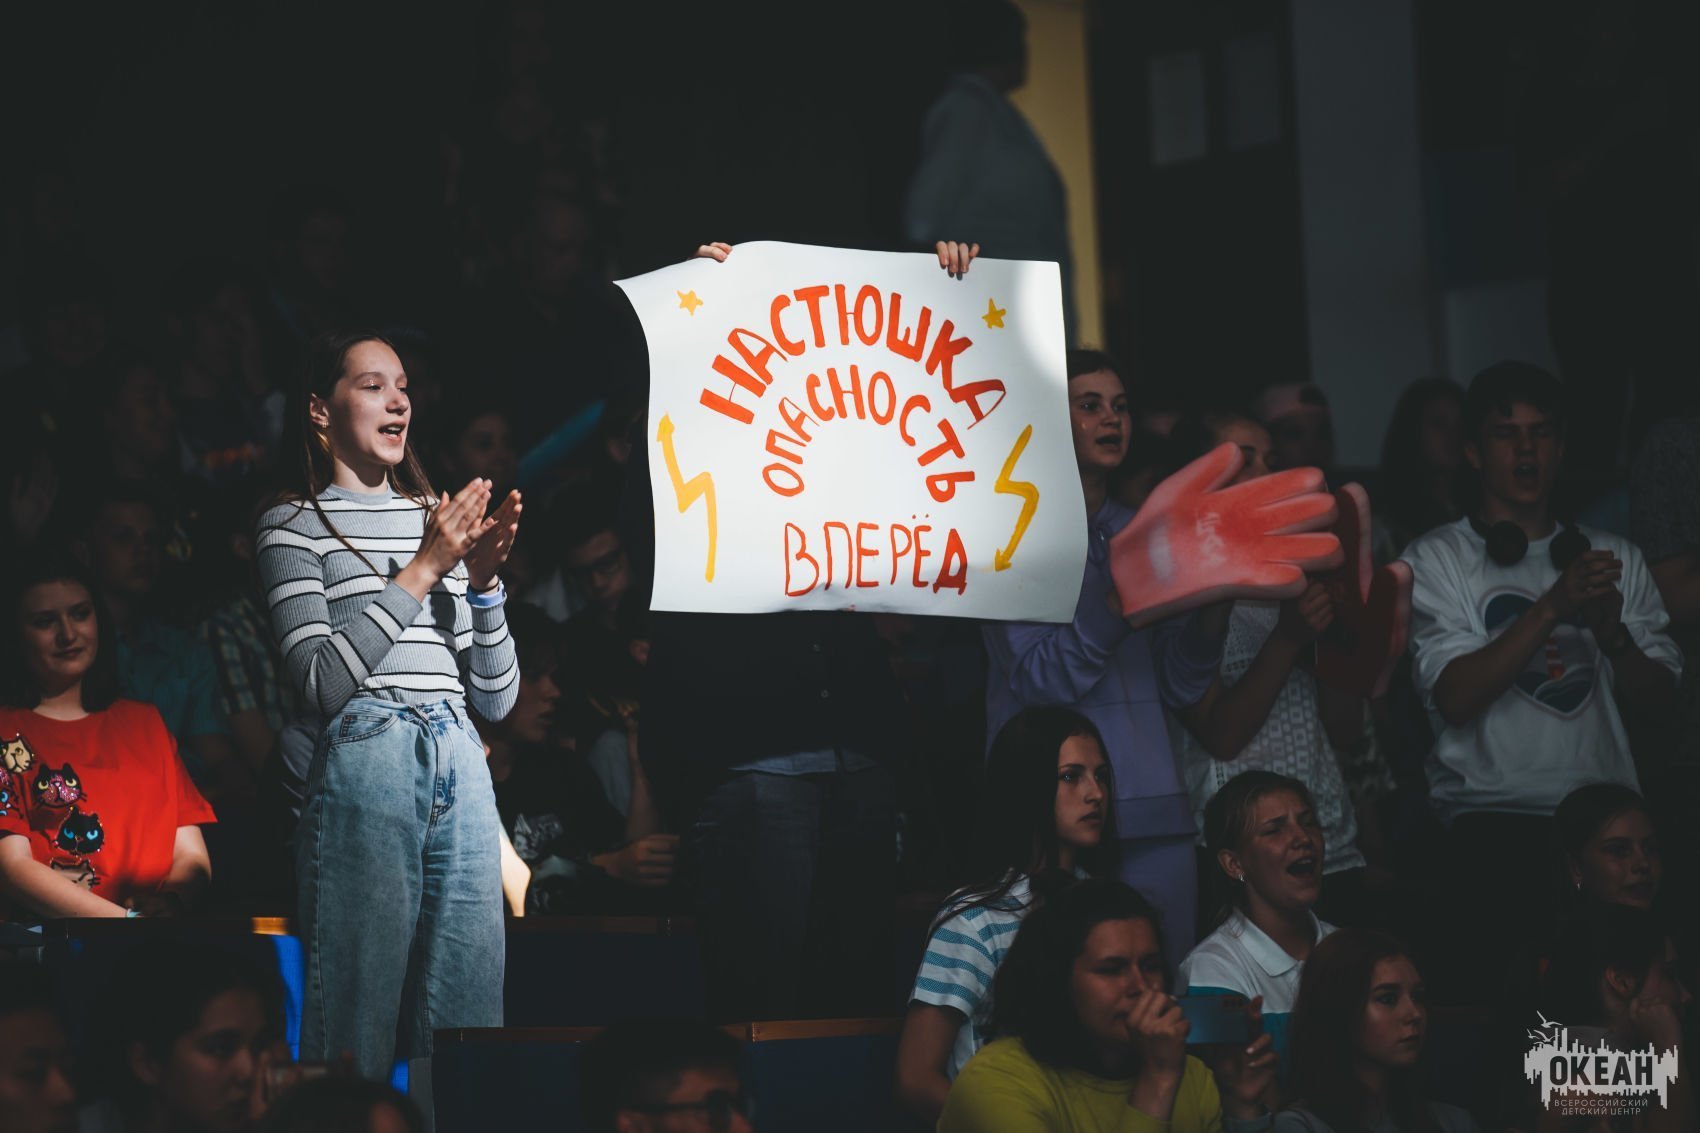 НАСТЮШКА
ОПАСНОСТЬ
ВПЕРЁД
ОКЕАН
ВСЕРОССИЙСКИЙ
ДЕТСКИЙ ЦЕНТР